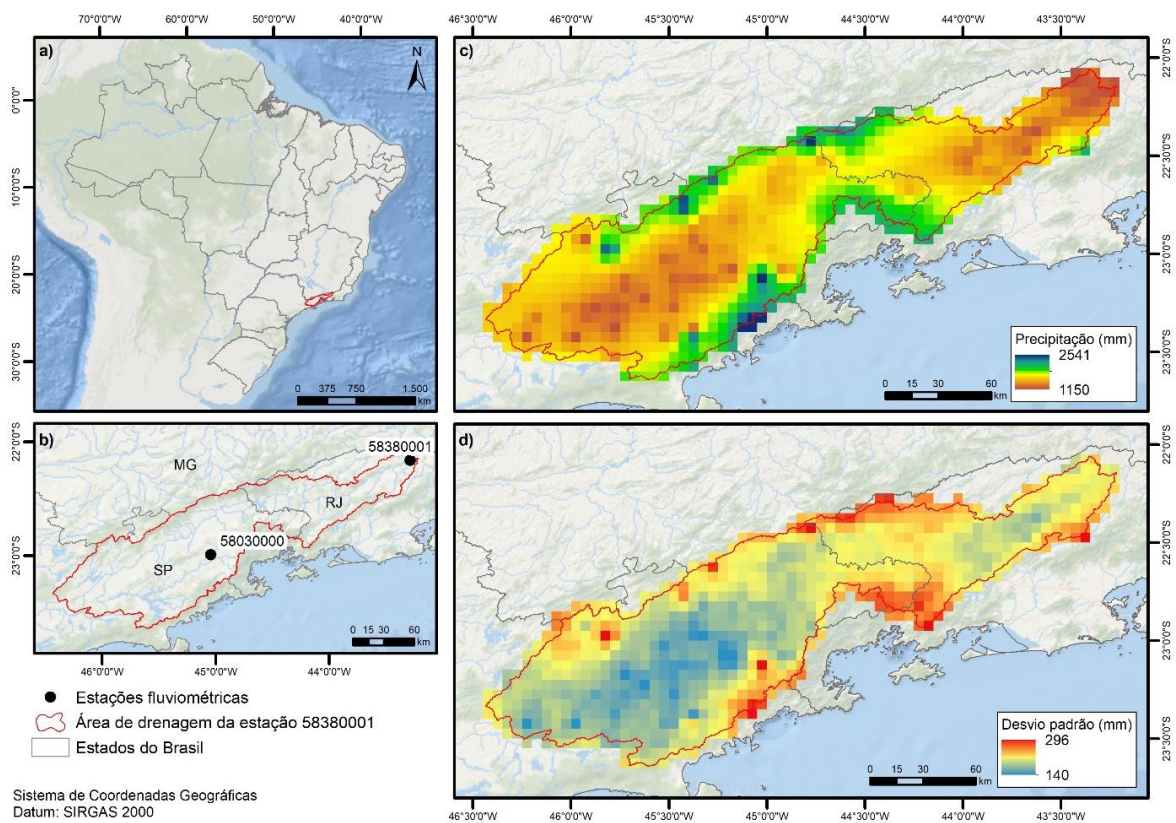 70°0'0"W
60°0'0"W
50°0'0"W
40°0'0"W
a)
N
0°0'0"
10°0'0"S
20°0'0"S
30°0'0"S
0 375 750 1.500
km
46°30'0"W
46°0'0"W
45°30'0"W
45°0'0"W
44°30'0"W
44°0'0"W
43°30'0"W
c)
22°0'0"S
22°30'0"S
23°0'0"S
23°30'0"S
Precipitação (mm)
2541
1150
0 15 30 60
km
b)
58380001
MG
RJ
58030000
SP
22°0'0"S
23°0'0"S
0 15 30 60
km
46°0'0"W
45°0'0"W
44°0'0"W
Estações fluviométricas
Área de drenagem da estação 58380001
Estados do Brasil
Sistema de Coordenadas Geográficas
Datum: SIRGAS 2000
d)
22°0'0"S
22°30'0"S
23°0'0"S
23°30'0"S
Desvio padrão (mm)
296
140
0 15 30 60
km
46°30'0"W
46°0'0"W
45°30'0"W
45°0'0"W
44°30'0"W
44°0'0"W
43°30'0"W